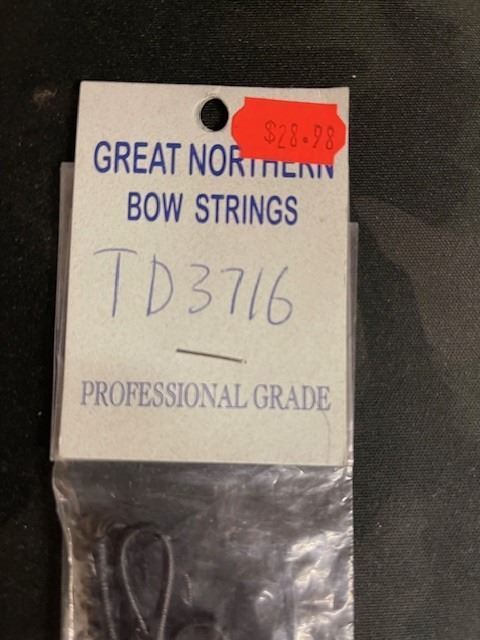 $28.98
GREAT NORTHERN
BOW STRINGS
TD3716
PROFESSIONAL GRADE